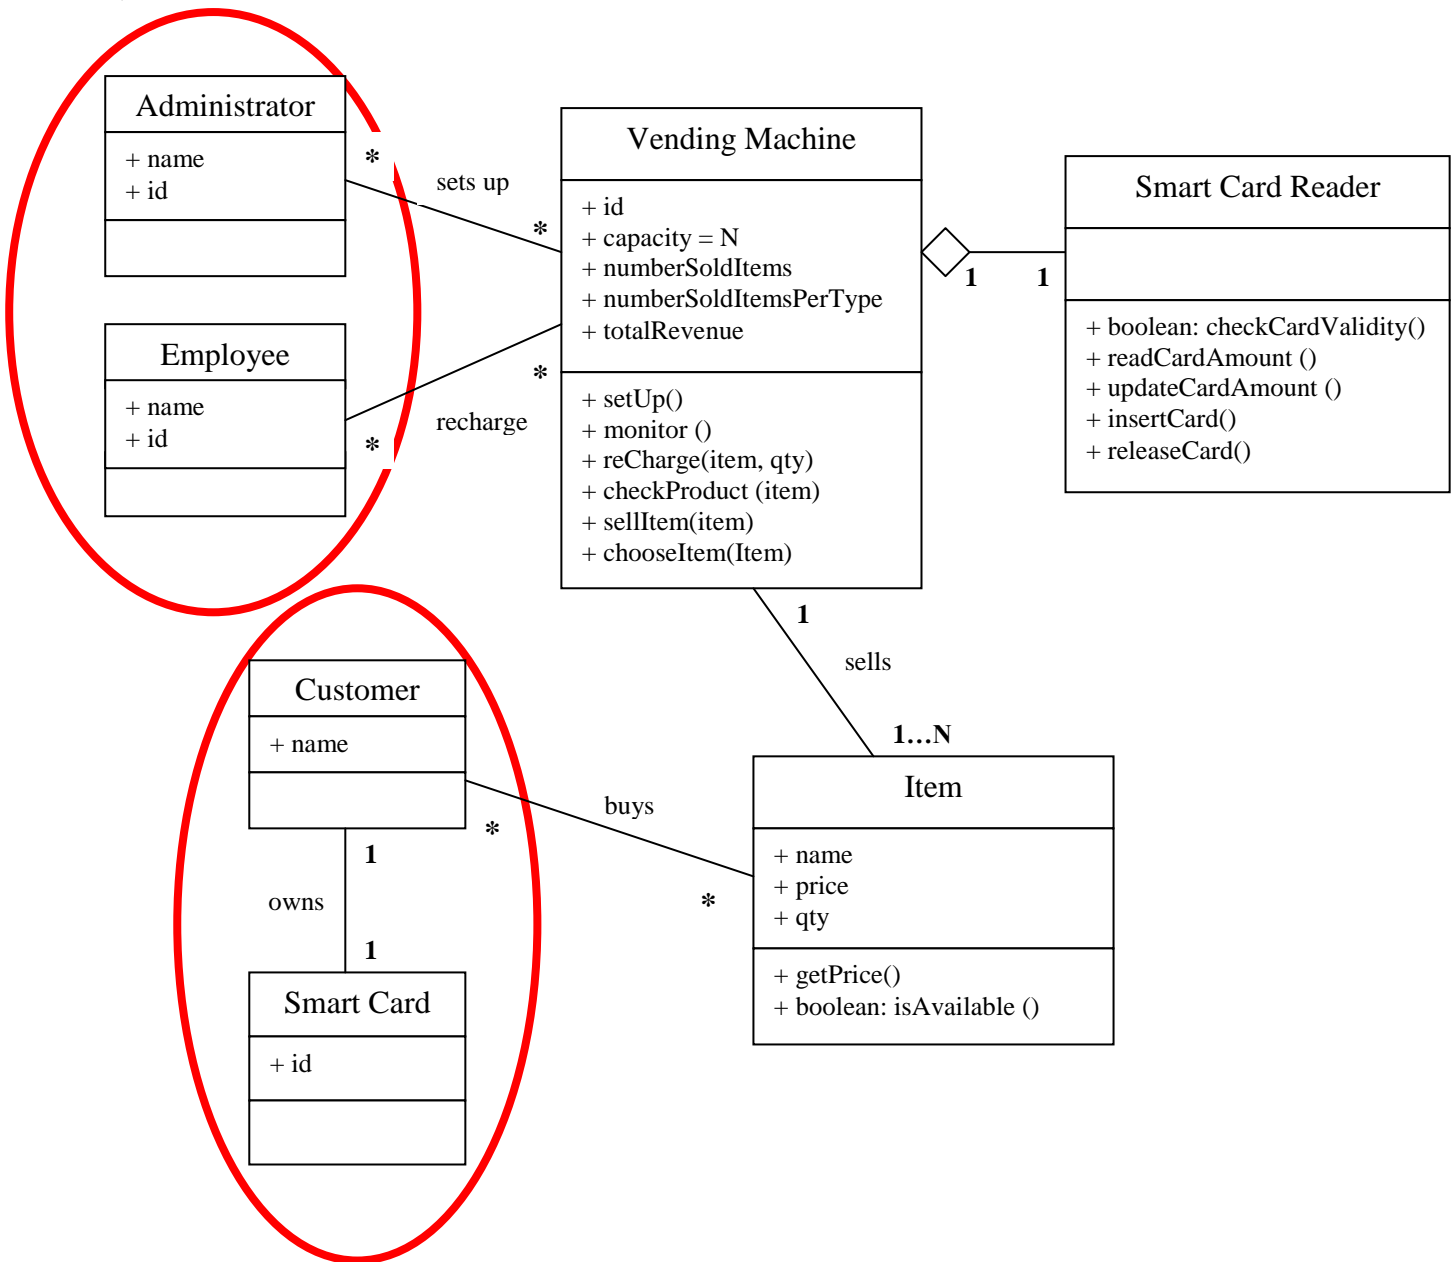 Administrator
+ name
+ id
*
sets up
*
Employee
+ name
+ id
*
recharge
*
Vending Machine
+ id
+ capacity = N
+ numberSoldItems
+ numberSoldItemsPerType
+ totalRevenue
+ setUp()
+ monitor ()
+ reCharge(item, qty)
+ checkProduct (item)
+ sellItem(item)
+ chooseItem(Item)
1
1
Smart Card Reader
+ boolean: checkCardValidity()
+ readCardAmount ()
+ updateCardAmount ()
+ insertCard()
+ releaseCard()
1
sells
1…N
Customer
+ name
*
buys
*
1
owns
1
Smart Card
+ id
Item
+ name
+ price
+ qty
+ getPrice()
+ boolean: isAvailable ()